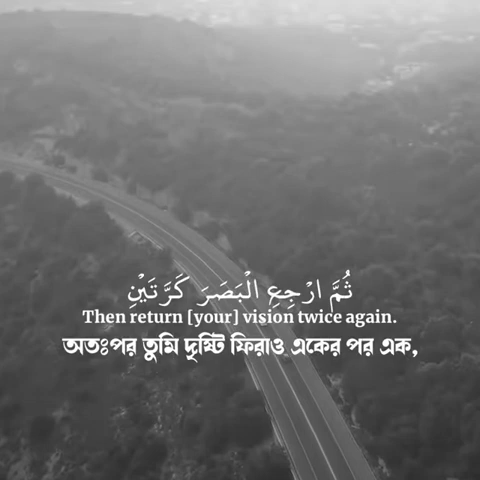 ثُمَّ ارْجِعِ الْبَصَرَ كَرَّتَيْنِ
Then return [your] vision twice again.
অতঃপর তুমি দৃষ্টি ফিরাও একের পর এক,